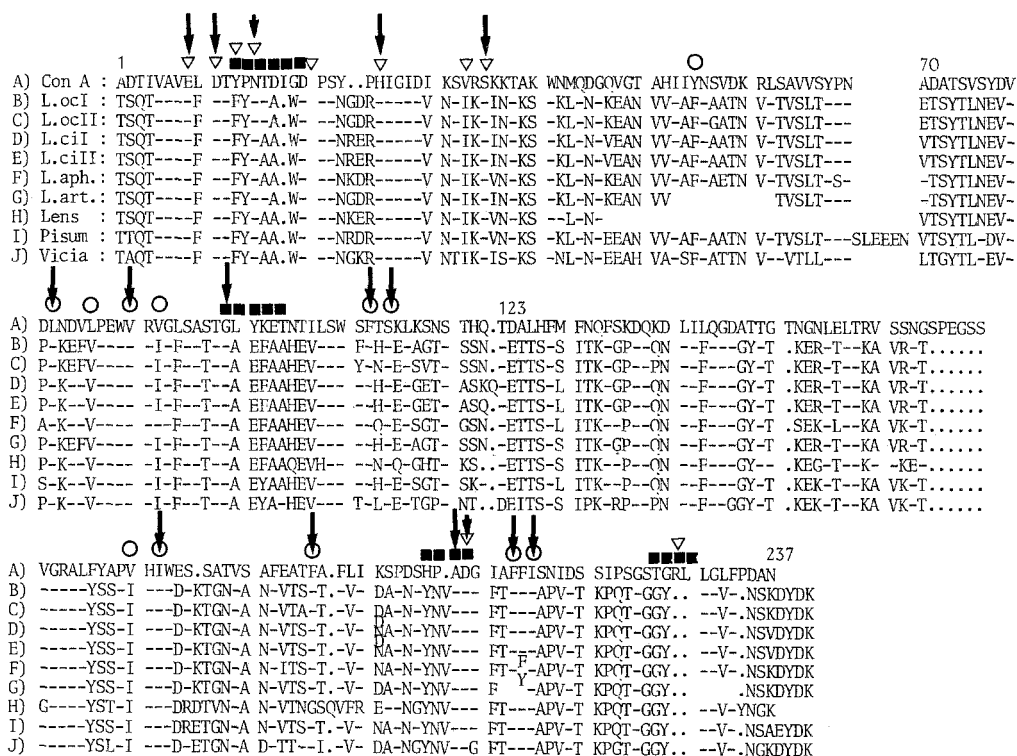 1 70
A) Con A : ADTIVAVELD DTYPNTDIGD PSY..PHIGIDIKSVRSKKTAK WNMQDGQVGT AHIIYNSVDK RLSAVVSYPN ADATSVSYDV
B) L.ocI : TSQT----F --FY--A.W- --NGDR-----V N-IK-IN-KS -KL-N-KEAN VV-AF-AATN V-TVSLT--- ETSYTLNEV-
C) L.ocII : TSQT----F --FY--A.W- --NGDR-----V N-IK-IN-KS -KL-N-KEAN VV-AF-GATN V-TVSLT--- ETSYTLNEV-
D) L.ciI : TSQT----F --FY-AA.W- --NRER-----V N-IK-IN-KS -KL-N-VEAN VV-AF-AATN V-TVSLT--- VTSYTLNEV-
E) L.ciII : TSQT----F --FY-AA.W- --NRER-----V N-IK-IN-KS -KL-N-VEAN VV-AF-AATN V-TVSLT--- VTSYTLNEV-
F) L.aph. : TSQT----F --FY-AA.W- --NKDR-----V N-IK-IN-KS -KL-N-KEAN VV-AF-AETN V-TVSLT-S- -TSYTLNEV-
G) L.art. : TSQT----F --FY-AA.W- --NKDR-----V N-IK-IN-KS -KL-N-KEAN VV TVSLT--- -TSYTLNEV-
H) Lens : TSQT----F --FY-AA.W- --NKER-----V N-IK-VN-KS --L-N- VTSYTLNEV-
I) Pisum : TTQT----F --FY-AA.W- --NRDR-----V N-IK-VN-KS -KL-N-EEAN VV-AF-AATN V-TVSLT---SLEEEN VTSYTL-DV-
J) Vicia : TAQT----F --FY-AA.W- --NGKR-----V NTIK-IS-KS -NL-N-EEAH VA-SF-ATTN V--VTLL--- LTGYTL-EV-
123
A) DLNDVLPEWV RVGLSASTGL YKETNTILSW SFTSKLKSNS THQ.TDALHFM FNQFSKDQKD LILQGDATTG TNGNLELTRV SSNGSPEGSS
B) P-KEFV---- --I-F--T--A EFAAHEV--- F-H-E-AGT- SSN.-ETTS-S ITK-GP--QN --F---GY-T .KER-T--KA VR-T......
C) P-KEFV---- --I-F--T--A EFAAHEV--- Y-N-E-SVT- SSN.-ETTS-S ITK-GP--PN --F---GY-T .KER-T--KA VR-T......
D) P-K--V---- --I-F--T--A EFAAHEV--- --H-E-GET- ASKQ-ETTS-L ITK-GP--QN --F---GY-T .KER-T--KA VR-T......
E) P-K--V---- --I-F--T--A EFAAHEV--- --H-E-GET- ASQ.-ETTS-L ITK-GP--QN --F---GY-T .KER-T--KA VR-T......
F) A-K--V---- --I-F--T--A EFAAHEV--- --Q-E-SGT- GSN.-ETTS-L ITK-GP--QN --F---GY-T .SEK-L--KA VK-T......
G) P-KEFV---- --I-F--T--A EFAAHEV--- --H-E-AGT- SSN.-ETTS-S ITK-GP--QN --F---GY-T .KER-T--KA VR-T......
H) P-K--V---- --I-F--T--A EFAAQEVH-- -N-Q-GHT- KS..-ETTS-S ITK--P--QN --F---GY-T .KEG-T--K- -KE-......
I) S-K--V---- --I-F--T--A EYAAHEV--- --H-E-SGT- SK-.-ETTS-S ITK--P--QN --F---GY-T .KEK-T--KA VK-T......
J) P-K--V---- --I-F--T--A EYA-HEV--- T-L-E-TGP- NT..DEITS-S IPK-RP--PN --F--GGY-T .KEK-T--KA VK-T......
237
A) VGRALFYAPV HIWES.SATVS AFEATFA.FLI KSPDSHP.ADG IAFFISNIDS SIPSGSTGRL LGLFPDAN
B) -----YSS-I ---D-KTGN-A N-VTS-T.-V- DA-N-YNV--- FT---APV-T KPQT-GGY.. --V-.NSKDYDK
C) -----YSS-I ---D-KTGN-A N-VTA-T.-V- DA-N-YNV--- FT---APV-T KPQT-GGY.. --V-.NSKDYDK
D) -----YSS-I ---D-KTGN-A N-VTS-T.-V- NA-N-YNV--- FT---APV-T KPQT-GGY.. --V-.NSVDYDK
E) -----YSS-I ---D-KTGN-A N-VTS-T.-V- NA-N-YNV--- FT---APV-T KPQT-GGY.. --V-.NSVDYDK
F) -----YSS-I ---D-KTGN-A N-ITS-T.-V- DA-N-YNV--- FT---APV-T KPQT-GGY.. --V-.NSKDYDK
G) -----YSS-I ---D-KTGN-A N-VTS-T.-V- DA-N-YNV--- F -APV-T KPQT-GGY.. .NSKDYDK
H) G----YST-I ---DRDTVN-A N-VTNGSQVFR E--NGYNV--- FT---APV-T KPQT-GGY.. --V-YNGK
I) -----YSS-I ---DRETGN-A N-VTS-T.-V- NA-N-YNV--- FT---APV-T KPQT-GGY.. --V-.NSAEYDK
J) -----YSL-I ---D-ETGN-A D-TT--I.-V- DA-NGYNV--G FT---APV-T KPGT-GGY.. --V-.NGKDYDK